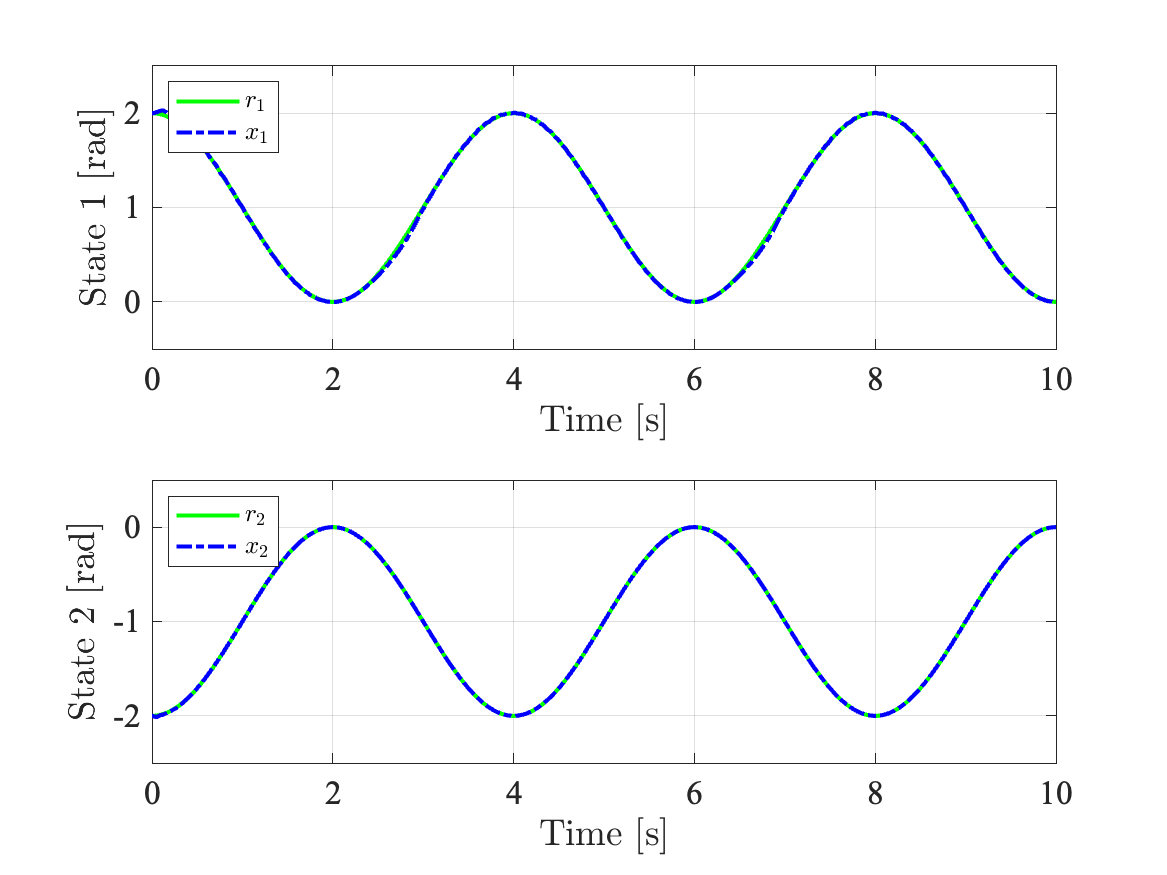 r₁
x₁
State 1 [rad]
2
1
0
0 2 4 6 8 10
Time [s]
r₂
x₂
State 2 [rad]
0
-1
-2
0 2 4 6 8 10
Time [s]